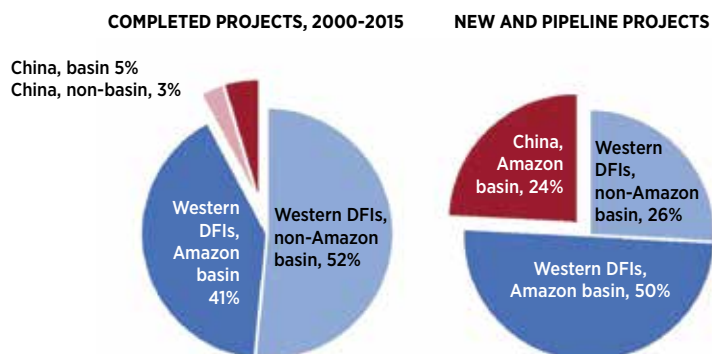 COMPLETED PROJECTS, 2000-2015
China, basin 5%
China, non-basin, 3%
Western
DFIs,
Amazon
basin
41%
Western DFIs,
non-Amazon
basin, 52%
NEW AND PIPELINE PROJECTS
China,
Amazon
basin, 24%
Western
DFIs,
non-Amazon
basin, 26%
Western DFIs,
Amazon basin, 50%